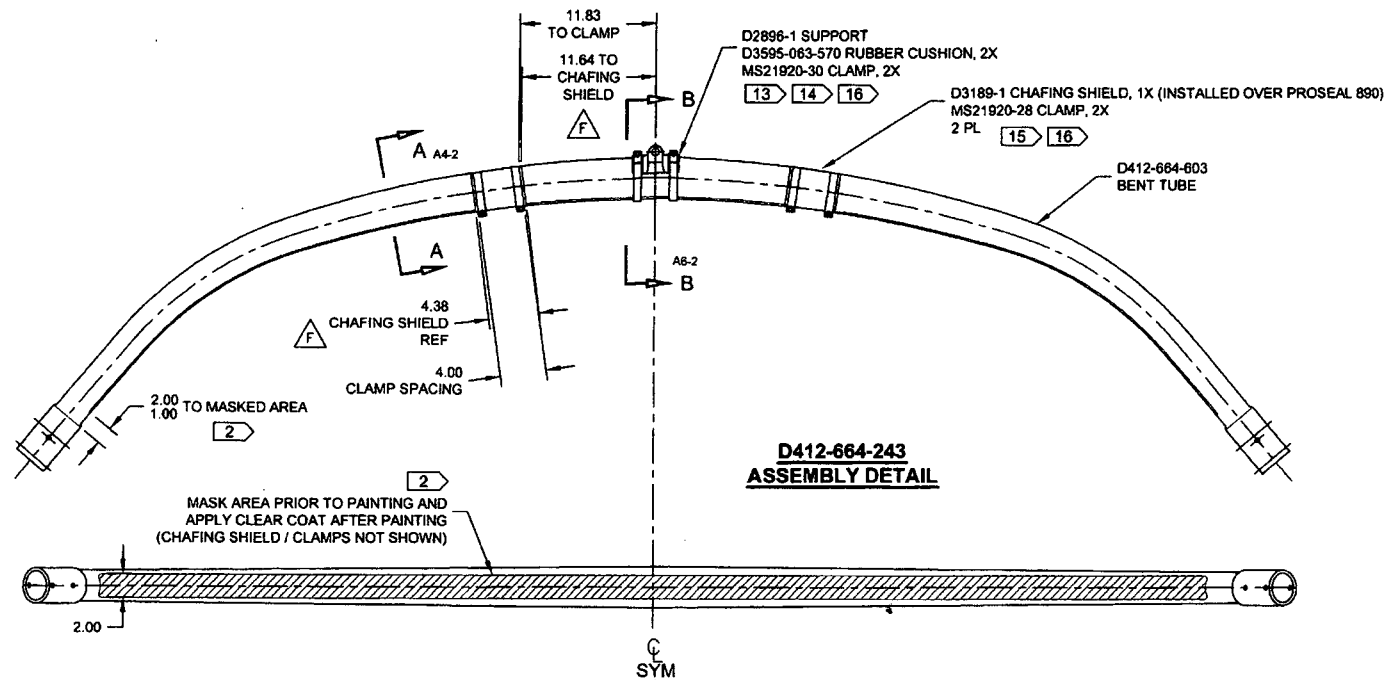 11.83
TO CLAMP
11.64 TO
CHAFING
SHIELD
F
B
D2896-1 SUPPORT
D3595-063-570 RUBBER CUSHION, 2X
MS21920-30 CLAMP, 2X
13 14 16
D3189-1 CHAFING SHIELD, 1X (INSTALLED OVER PROSEAL 890)
MS21920-28 CLAMP, 2X
2 PL 15 16
A A4-2
D412-664-603
BENT TUBE
A
A6-2
B
4.38
CHAFING SHIELD
REF
F
4.00
CLAMP SPACING
2.00
1.00 TO MASKED AREA
2
D412-664-243
ASSEMBLY DETAIL
2
MASK AREA PRIOR TO PAINTING AND
APPLY CLEAR COAT AFTER PAINTING
(CHAFING SHIELD / CLAMPS NOT SHOWN)
2.00
CL
SYM